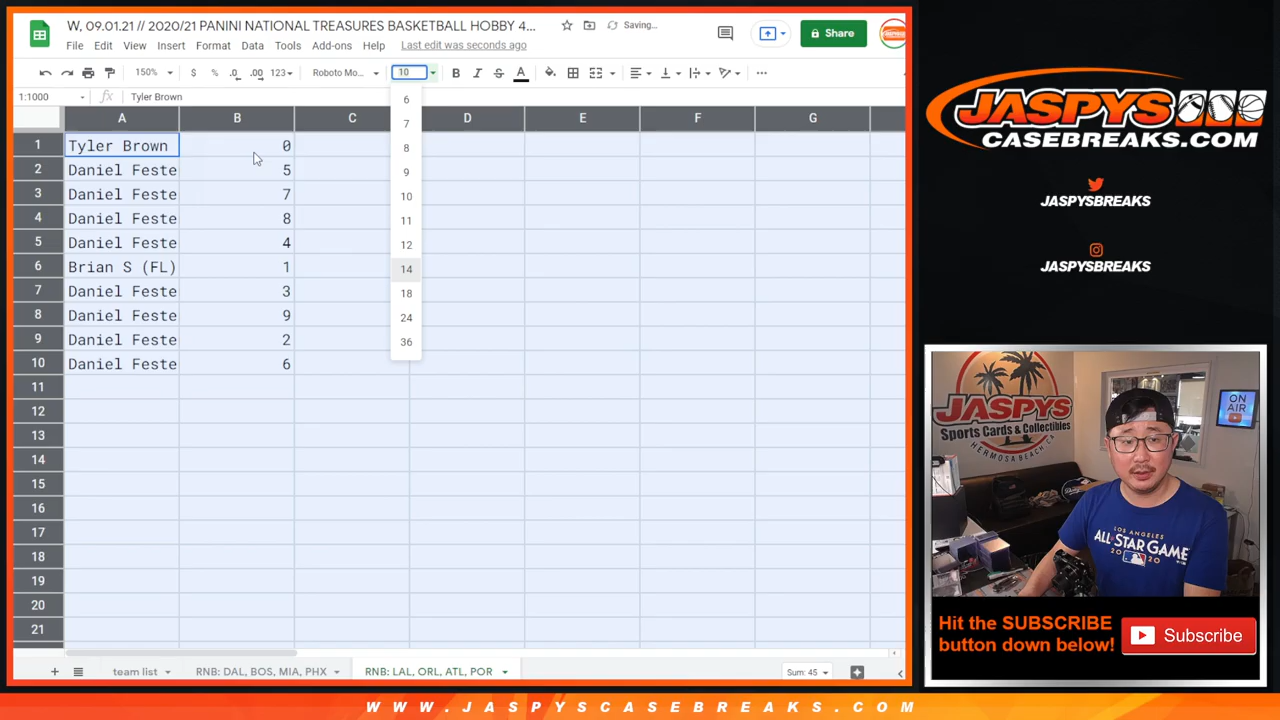 W, 09.01.21 // 2020/21 PANINI NATIONAL TREASURES BASKETBALL HOBBY 4...
Saving...
File Edit View Insert Format Data Tools Add-ons Help Last edit was seconds ago
Share
150% $ % .0 .00 123 Roboto Mo... 10 B I S A
1:1000 fx Tyler Brown
A B C D E F G
1 Tyler Brown 0
2 Daniel Feste 5
3 Daniel Feste 7
4 Daniel Feste 8
5 Daniel Feste 4
6 Brian S (FL) 1
7 Daniel Feste 3
8 Daniel Feste 9
9 Daniel Feste 2
10 Daniel Feste 6
11
12
13
14
15
16
17
18
19
20
21
6
7
8
9
10
11
12
14
18
24
36
team list RNB: DAL, BOS, MIA, PHX RNB: LAL, ORL, ATL, POR Sum: 45
JASPYS
CASEBREAKS.COM
JASPYSBREAKS
JASPYSBREAKS
JASPYS
Sports Cards & Collectibles
HERMOSA BEACH, CA
ON
AIR
LOS ANGELES
ALL STAR GAME
2020
Hit the SUBSCRIBE
button down below!
Subscribe
WWW.JASPYSCASEBREAKS.COM